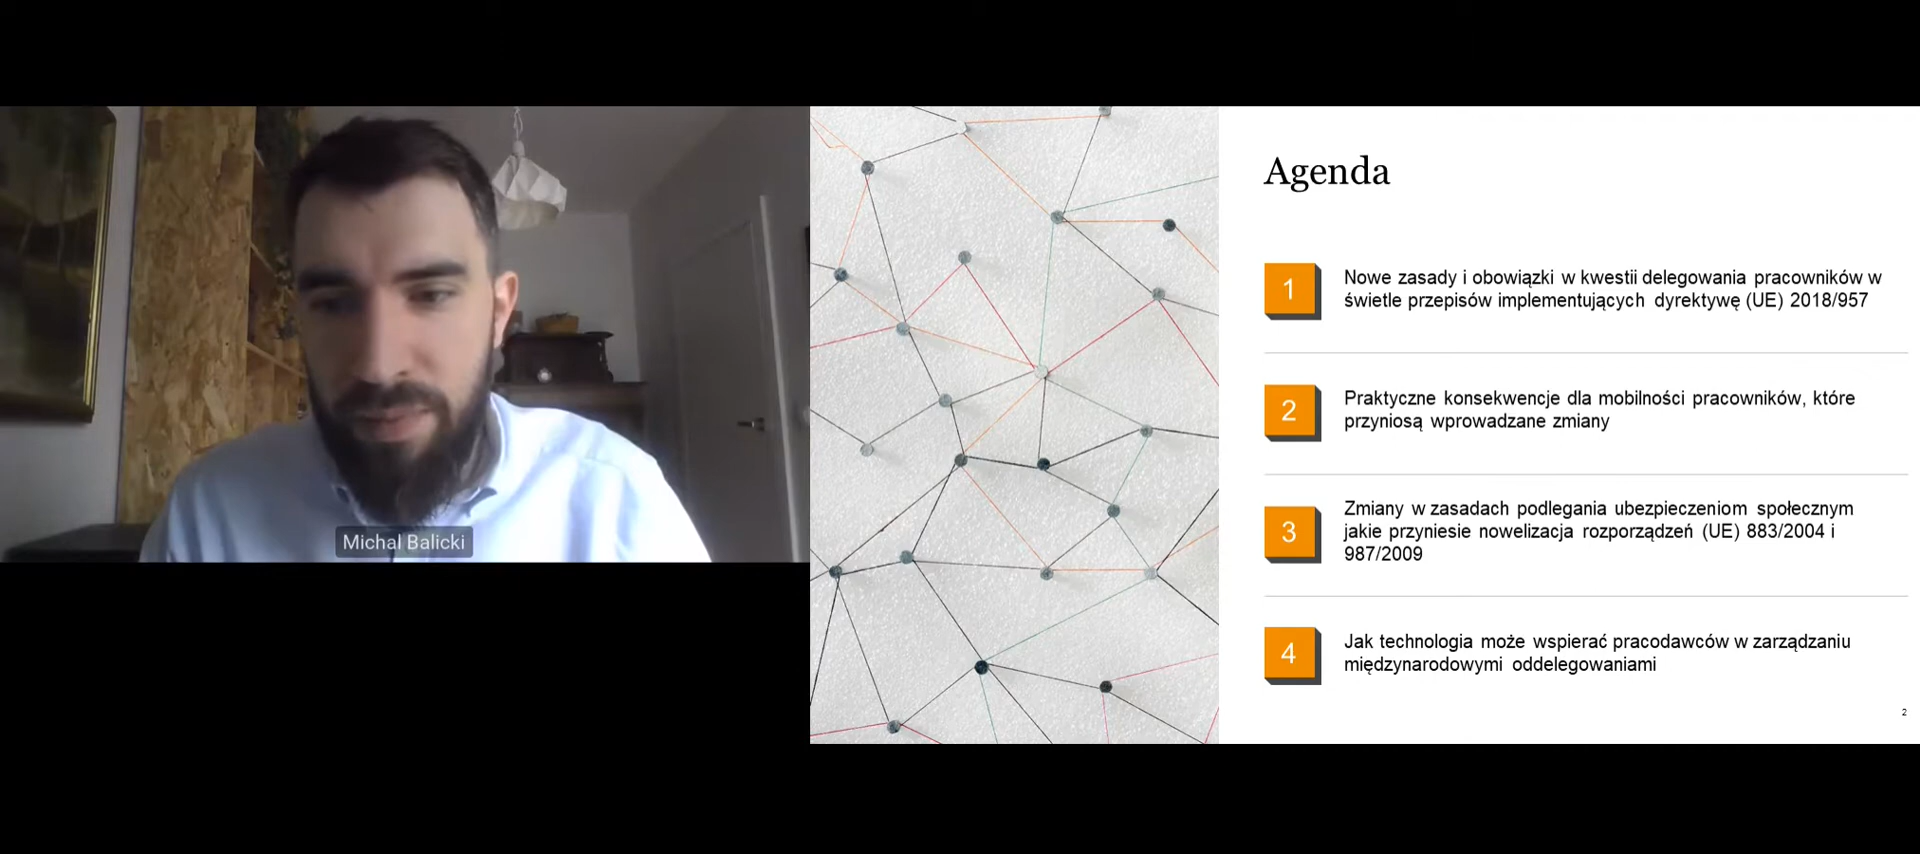 Michal Balicki
Agenda
1
Nowe zasady i obowiązki w kwestii delegowania pracowników w
świetle przepisów implementujących dyrektywę (UE) 2018/957
2
Praktyczne konsekwencje dla mobilności pracowników, które
przyniosą wprowadzane zmiany
3
Zmiany w zasadach podlegania ubezpieczeniom społecznym
jakie przyniesie nowelizacja rozporządzeń (UE) 883/2004 i
987/2009
4
Jak technologia może wspierać pracodawców w zarządzaniu
międzynarodowymi oddelegowaniami
2